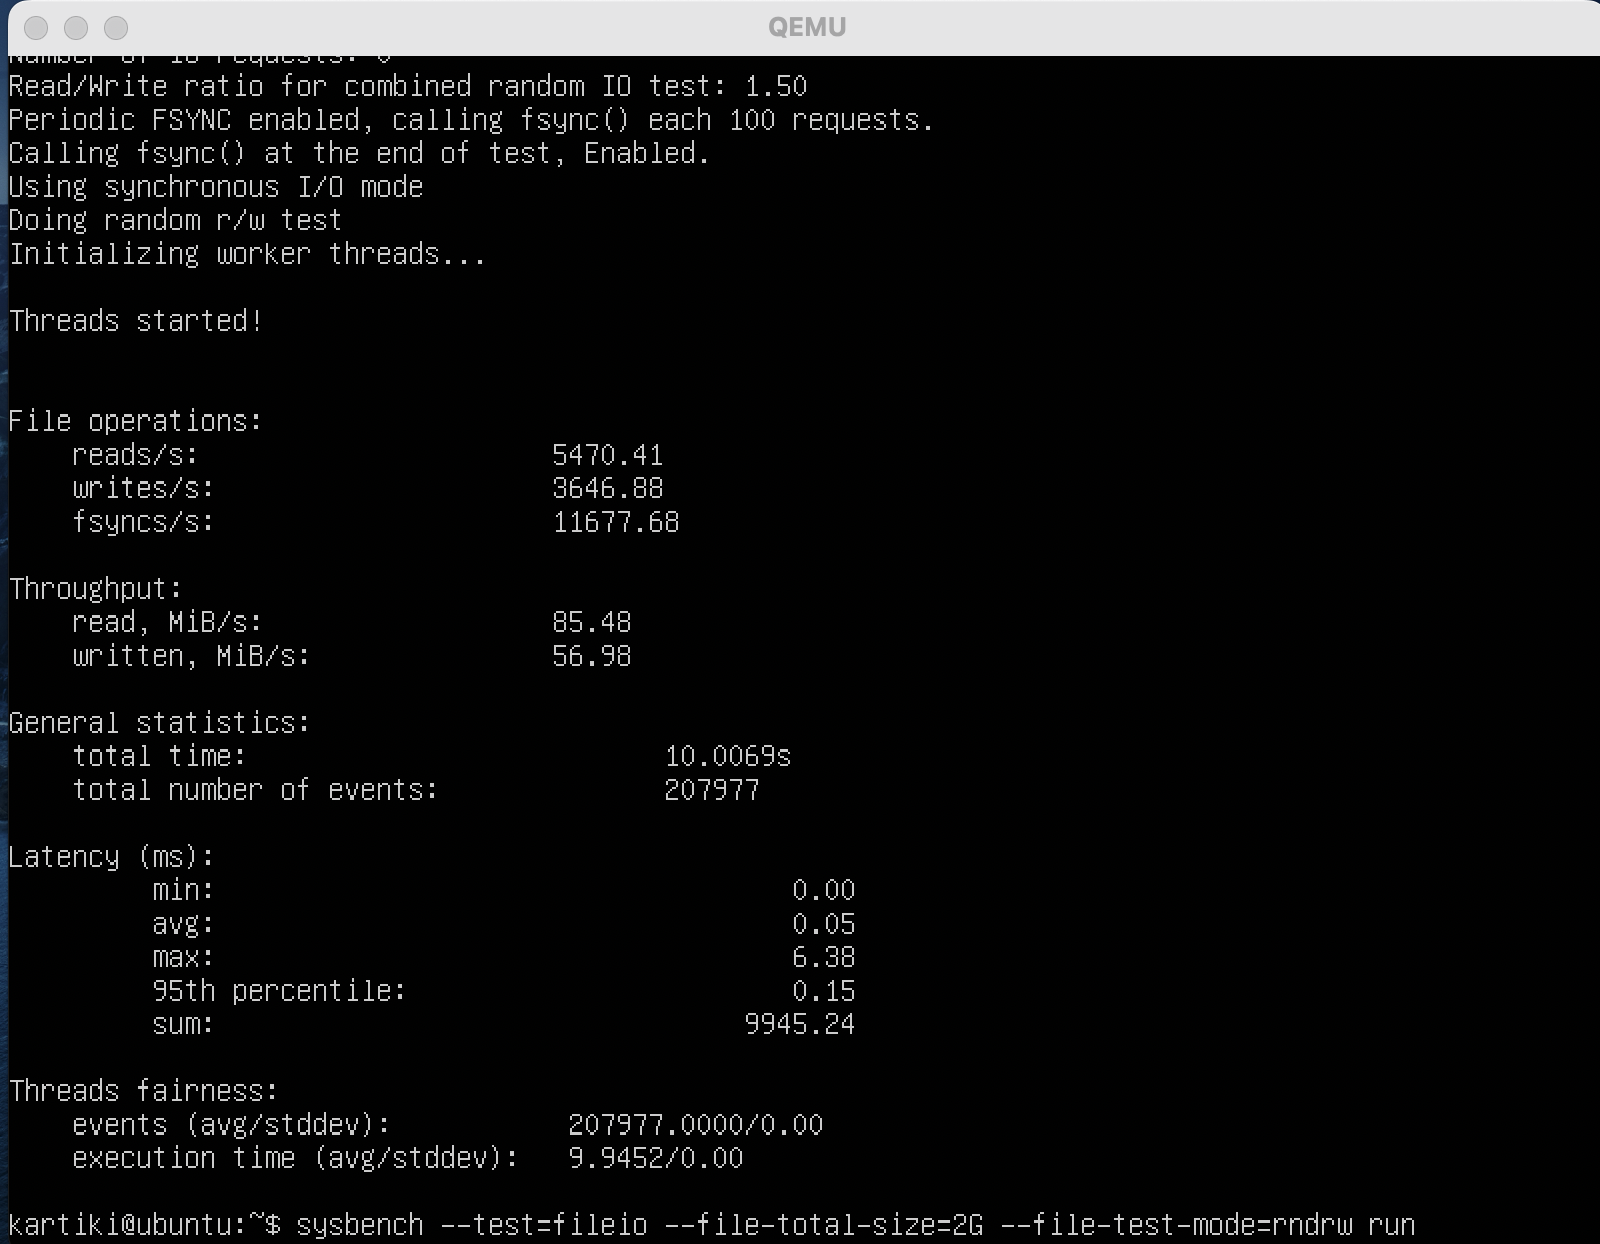 QEMU
Number of IO requests: 0
Read/Write ratio for combined random IO test: 1.50
Periodic FSYNC enabled, calling fsync() each 100 requests.
Calling fsync() at the end of test, Enabled.
Using synchronous I/O mode
Doing random r/w test
Initializing worker threads...
Threads started!
File operations:
reads/s: 5470.41
writes/s: 3646.88
fsyncs/s: 11677.68
Throughput:
read, MiB/s: 85.48
written, MiB/s: 56.98
General statistics:
total time: 10.0069s
total number of events: 207977
Latency (ms):
min: 0.00
avg: 0.05
max: 6.38
95th percentile: 0.15
sum: 9945.24
Threads fairness:
events (avg/stddev): 207977.0000/0.00
execution time (avg/stddev): 9.9452/0.00
kartiki@ubuntu:~$ sysbench --test=fileio --file-total-size=2G --file-test-mode=rndrw run